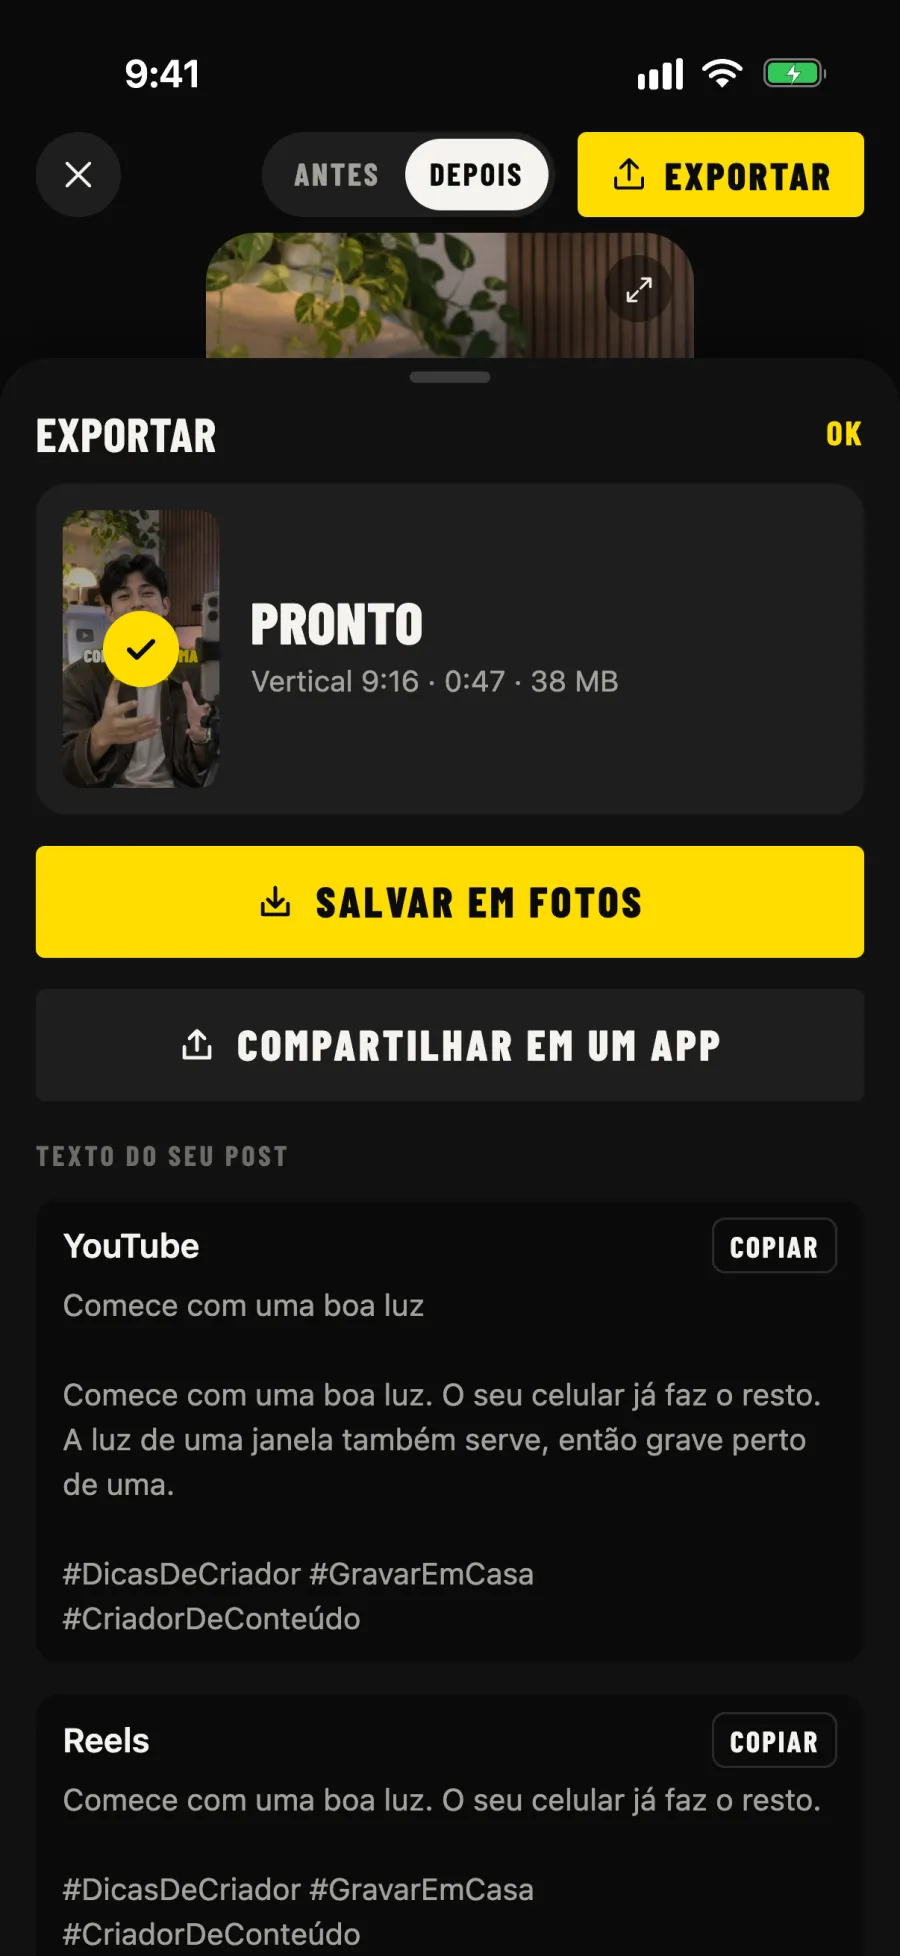 9:41
ANTES
DEPOIS
EXPORTAR
EXPORTAR
OK
PRONTO
Vertical 9:16 · 0:47 · 38 MB
SALVAR EM FOTOS
COMPARTILHAR EM UM APP
TEXTO DO SEU POST
YouTube
COPIAR
Comece com uma boa luz
Comece com uma boa luz. O seu celular já faz o resto.
A luz de uma janela também serve, então grave perto
de uma.
#DicasDeCriador #GravarEmCasa
#CriadorDeConteúdo
Reels
COPIAR
Comece com uma boa luz. O seu celular já faz o resto.
#DicasDeCriador #GravarEmCasa
#CriadorDeConteúdo